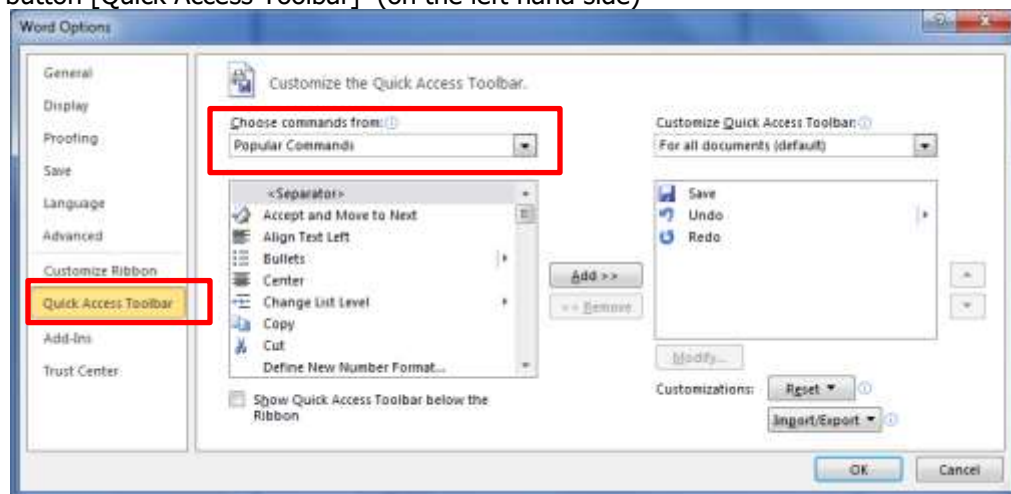 button [Quick Access Toolbar] (on the left hand side)
Word Options
General
Display
Proofing
Save
Language
Advanced
Customize Ribbon
Quick Access Toolbar
Add-Ins
Trust Center
Customize the Quick Access Toolbar.
Choose commands from:
Popular Commands
<Separator>
Accept and Move to Next
Align Text Left
Bullets
Center
Change List Level
Copy
Cut
Define New Number Format...
Show Quick Access Toolbar below the
Ribbon
Add >>
<< Remove
Customize Quick Access Toolbar:
For all documents (default)
Save
Undo
Redo
Modify...
Customizations:
Reset
Import/Export
OK
Cancel